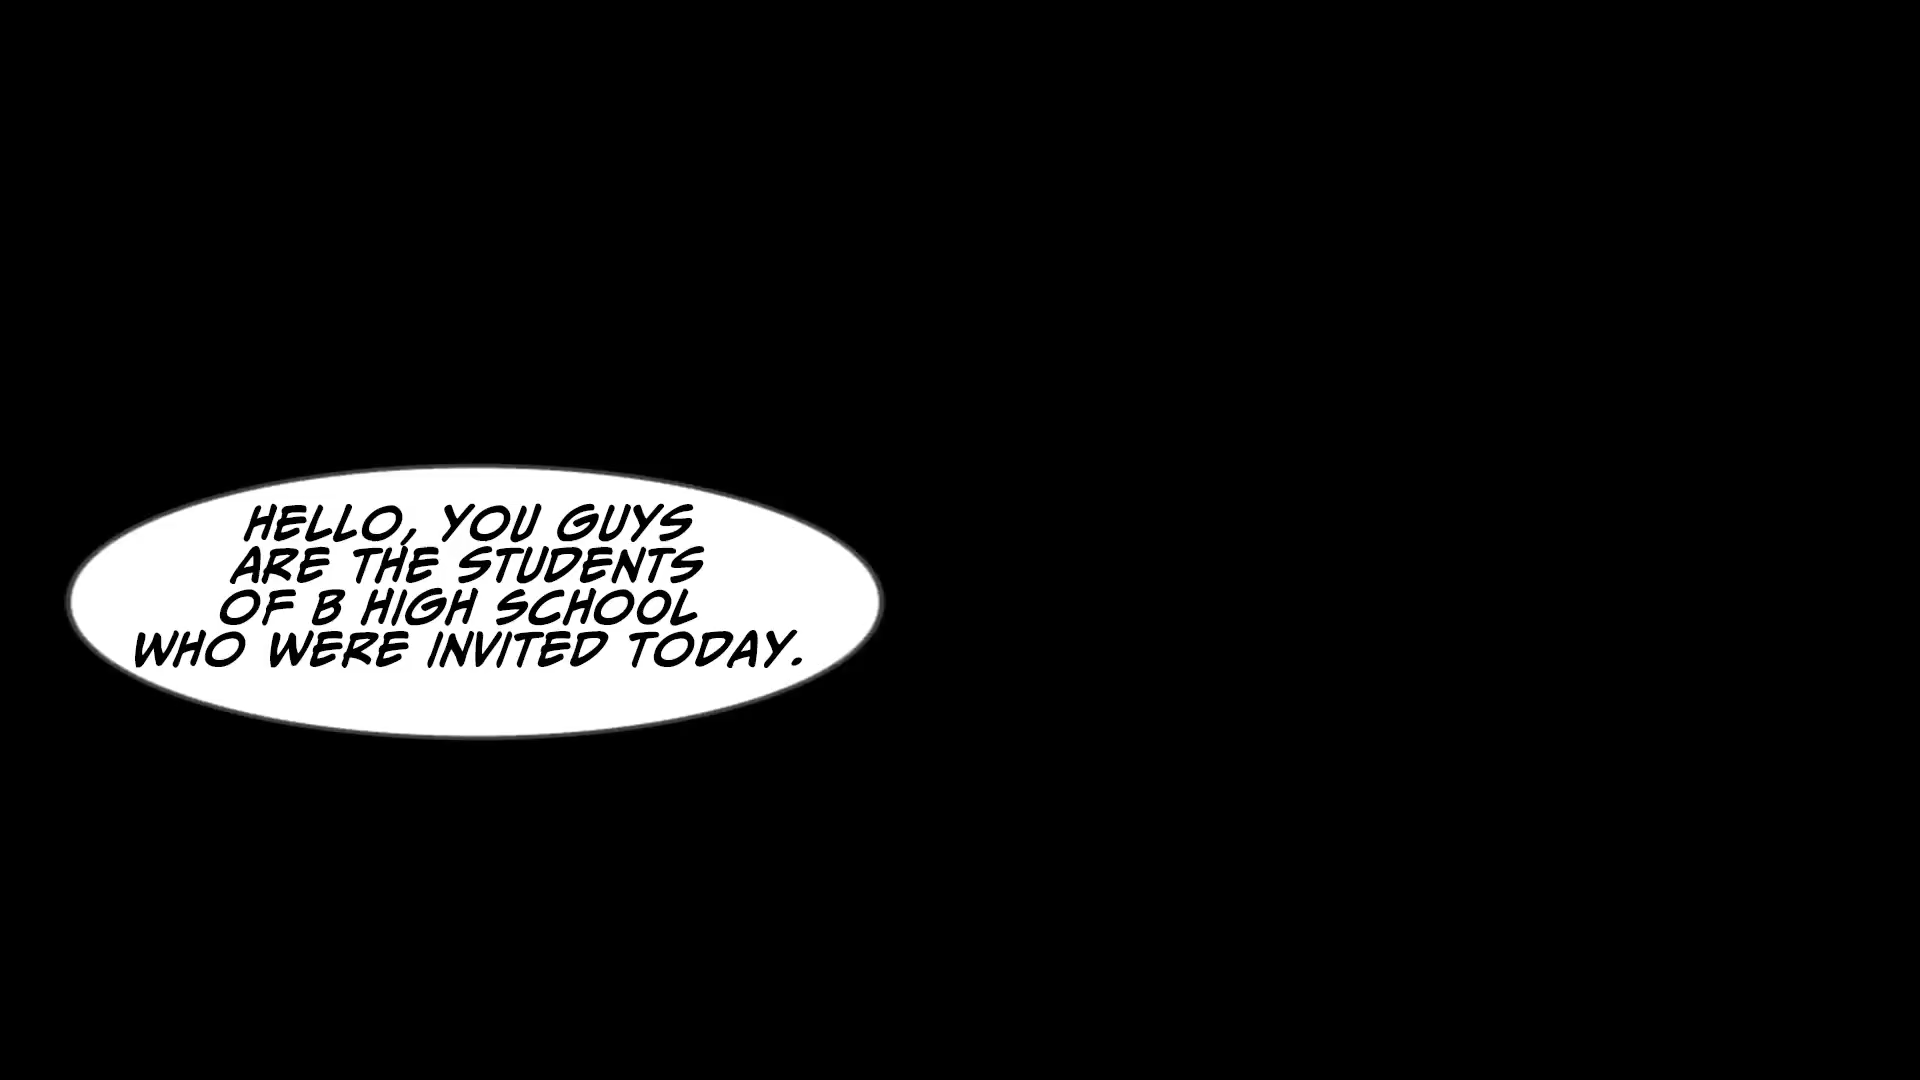 HELLO, YOU GUYS
ARE THE STUDENTS
OF B HIGH SCHOOL
WHO WERE INVITED TODAY.